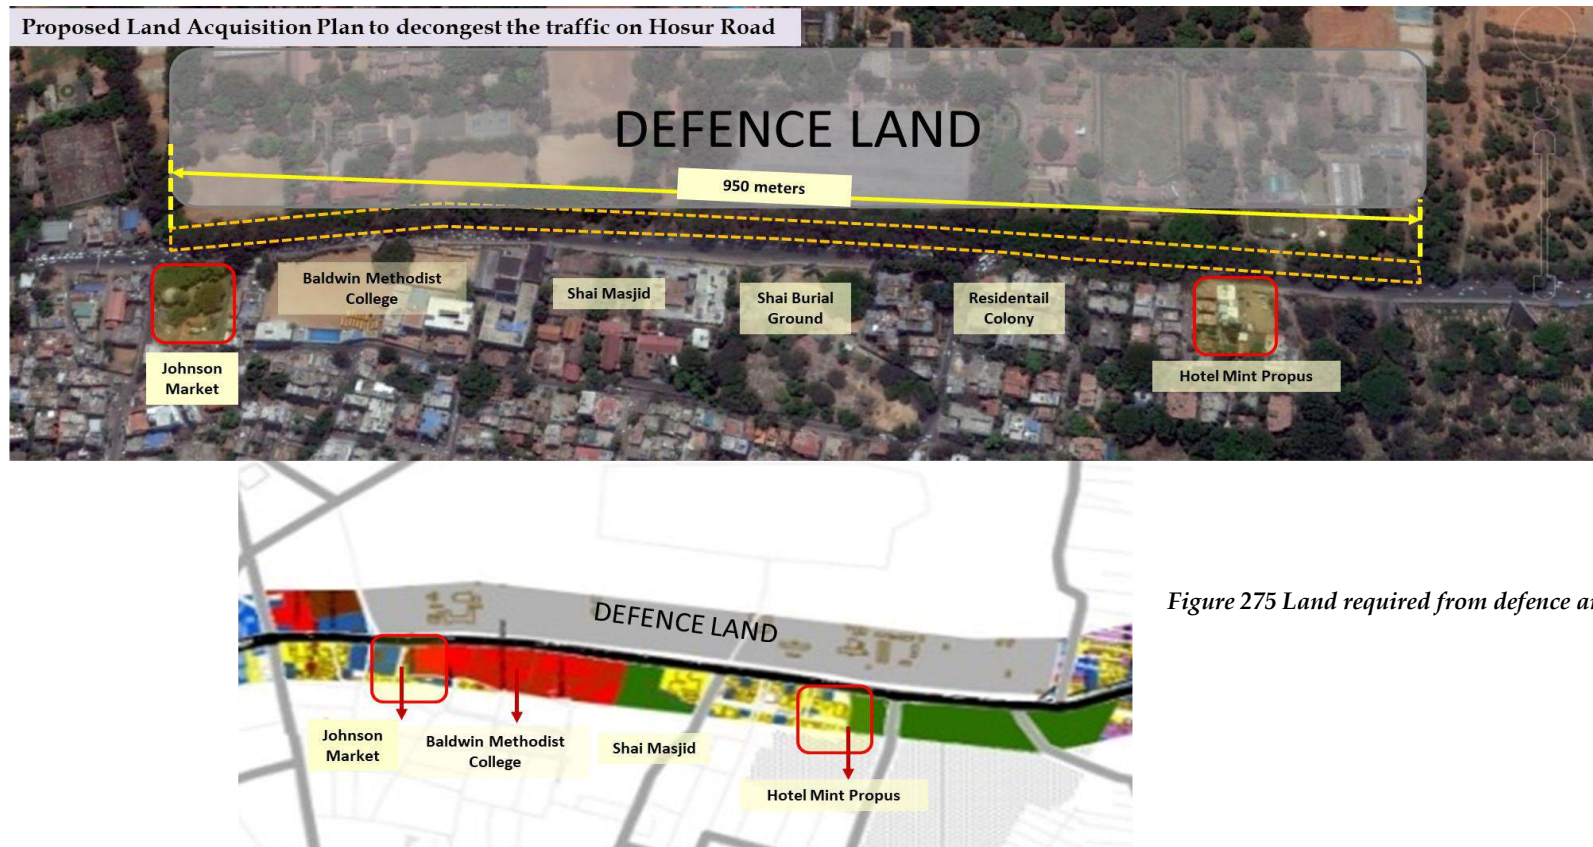 Proposed Land Acquisition Plan to decongest the traffic on Hosur Road
DEFENCE LAND
950 meters
Baldwin Methodist
College
Shai Masjid
Shai Burial
Ground
Residentail
Colony
Johnson
Market
Hotel Mint Propus
DEFENCE LAND
Figure 275 Land required from defence
Johnson
Market
Baldwin Methodist
College
Shai Masjid
Hotel Mint Propus